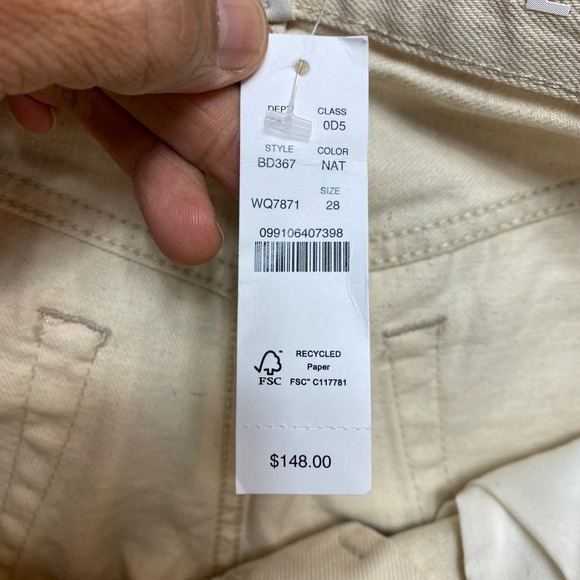 DEPT CLASS
0D5
STYLE COLOR
BD367 NAT
SIZE
WQ7871 28
099106407398
RECYCLED
Paper
FSC™ C117781
FSC
$148.00